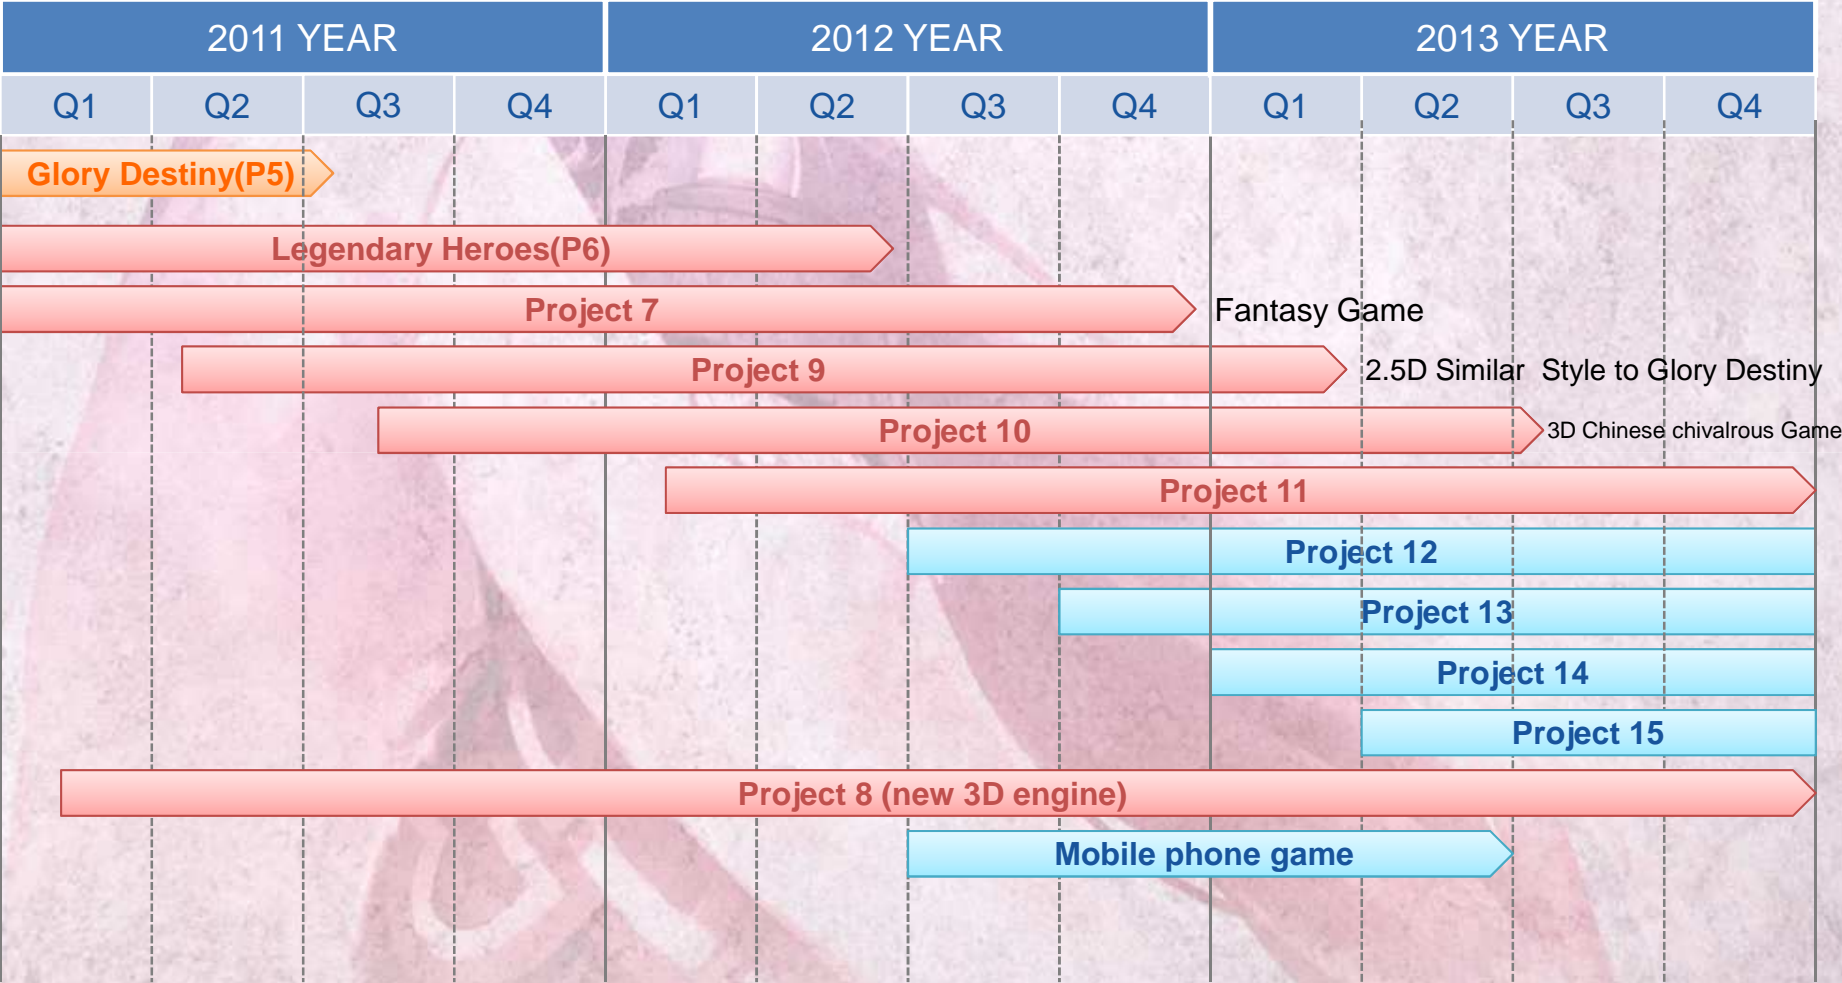 2011 YEAR 2012 YEAR 2013 YEAR
Q1 Q2 Q3 Q4 Q1 Q2 Q3 Q4 Q1 Q2 Q3 Q4
Glory Destiny(P5)
Legendary Heroes(P6)
Project 7 Fantasy Game
Project 9 2.5D Similar Style to Glory Destiny
Project 10 3D Chinese chivalrous Game
Project 11
Project 12
Project 13
Project 14
Project 15
Project 8 (new 3D engine)
Mobile phone game